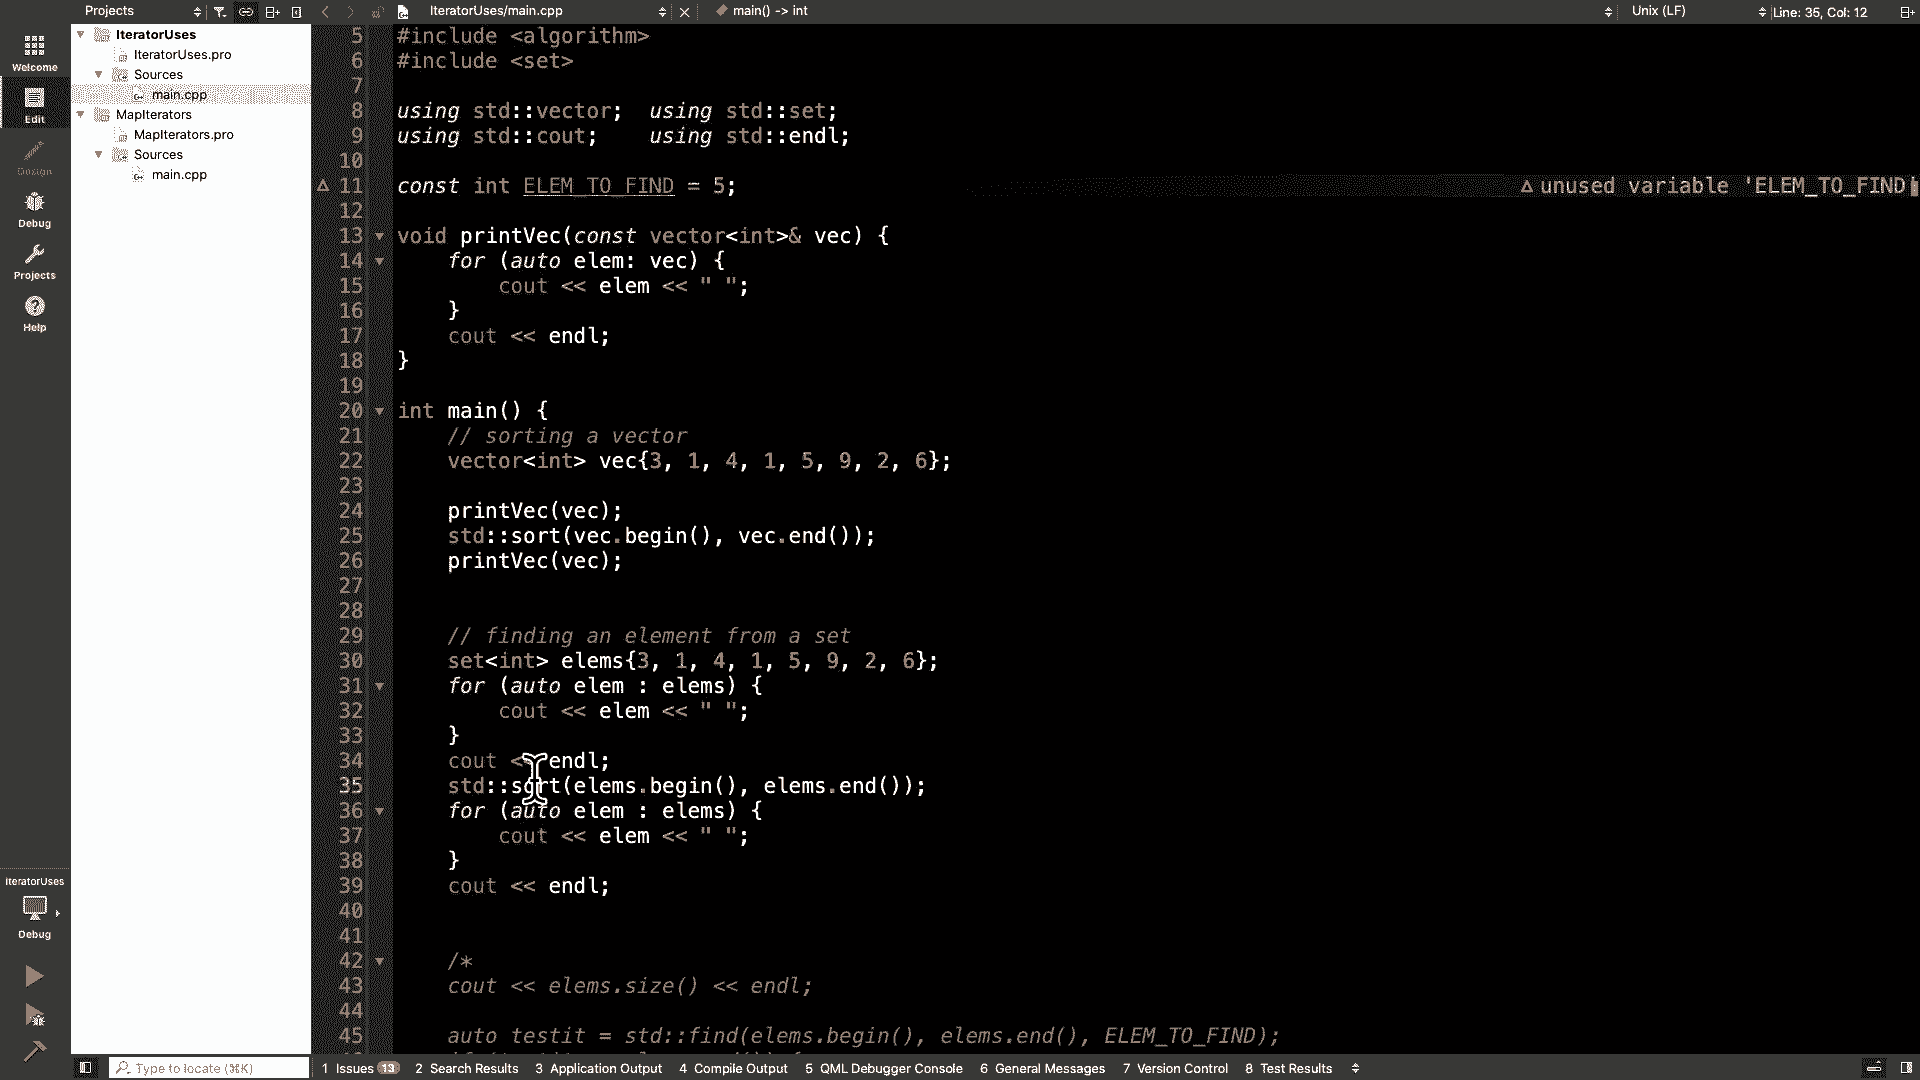 Projects
IteratorUses/main.cpp
main() -> int
Unix (LF)
Line: 35, Col: 12
Welcome
Edit
Design
Debug
Projects
Help
IteratorUses
Debug
IteratorUses
IteratorUses.pro
Sources
main.cpp
MapIterators
MapIterators.pro
Sources
main.cpp
5 #include <algorithm>
6 #include <set>
7
8 using std::vector;  using std::set;
9 using std::cout;    using std::endl;
10
11 const int ELEM_TO_FIND = 5; unused variable 'ELEM_TO_FIND'
12
13 void printVec(const vector<int>& vec) {
14     for (auto elem: vec) {
15         cout << elem << " ";
16     }
17     cout << endl;
18 }
19
20 int main() {
21     // sorting a vector
22     vector<int> vec{3, 1, 4, 1, 5, 9, 2, 6};
23
24     printVec(vec);
25     std::sort(vec.begin(), vec.end());
26     printVec(vec);
27
28
29     // finding an element from a set
30     set<int> elems{3, 1, 4, 1, 5, 9, 2, 6};
31     for (auto elem : elems) {
32         cout << elem << " ";
33     }
34     cout << endl;
35     std::sort(elems.begin(), elems.end());
36     for (auto elem : elems) {
37         cout << elem << " ";
38     }
39     cout << endl;
40
41
42     /*
43     cout << elems.size() << endl;
44
45     auto testit = std::find(elems.begin(), elems.end(), ELEM_TO_FIND);
Type to locate (⌘K)
1 Issues 13
2 Search Results
3 Application Output
4 Compile Output
5 QML Debugger Console
6 General Messages
7 Version Control
8 Test Results